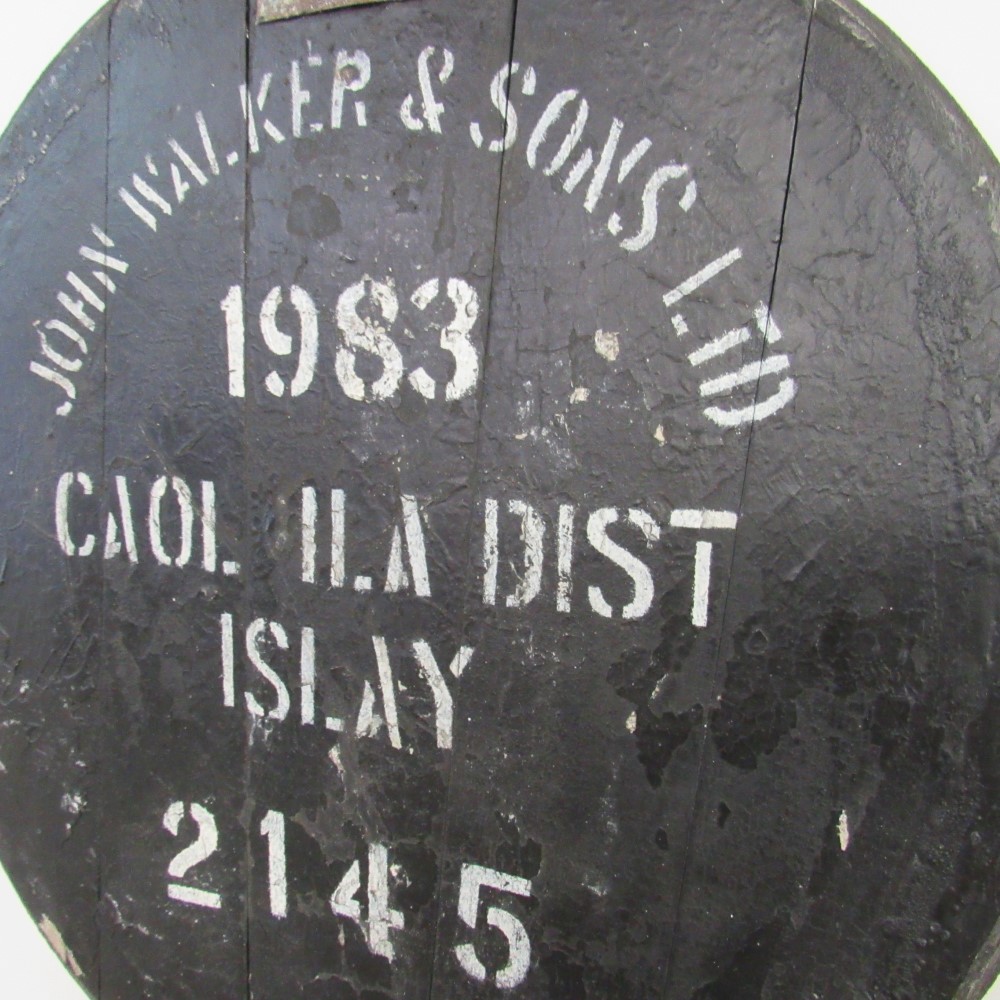 JOHN WALKER & SONS LTD
1983
CAOL ILA DIST
ISLAY
2145